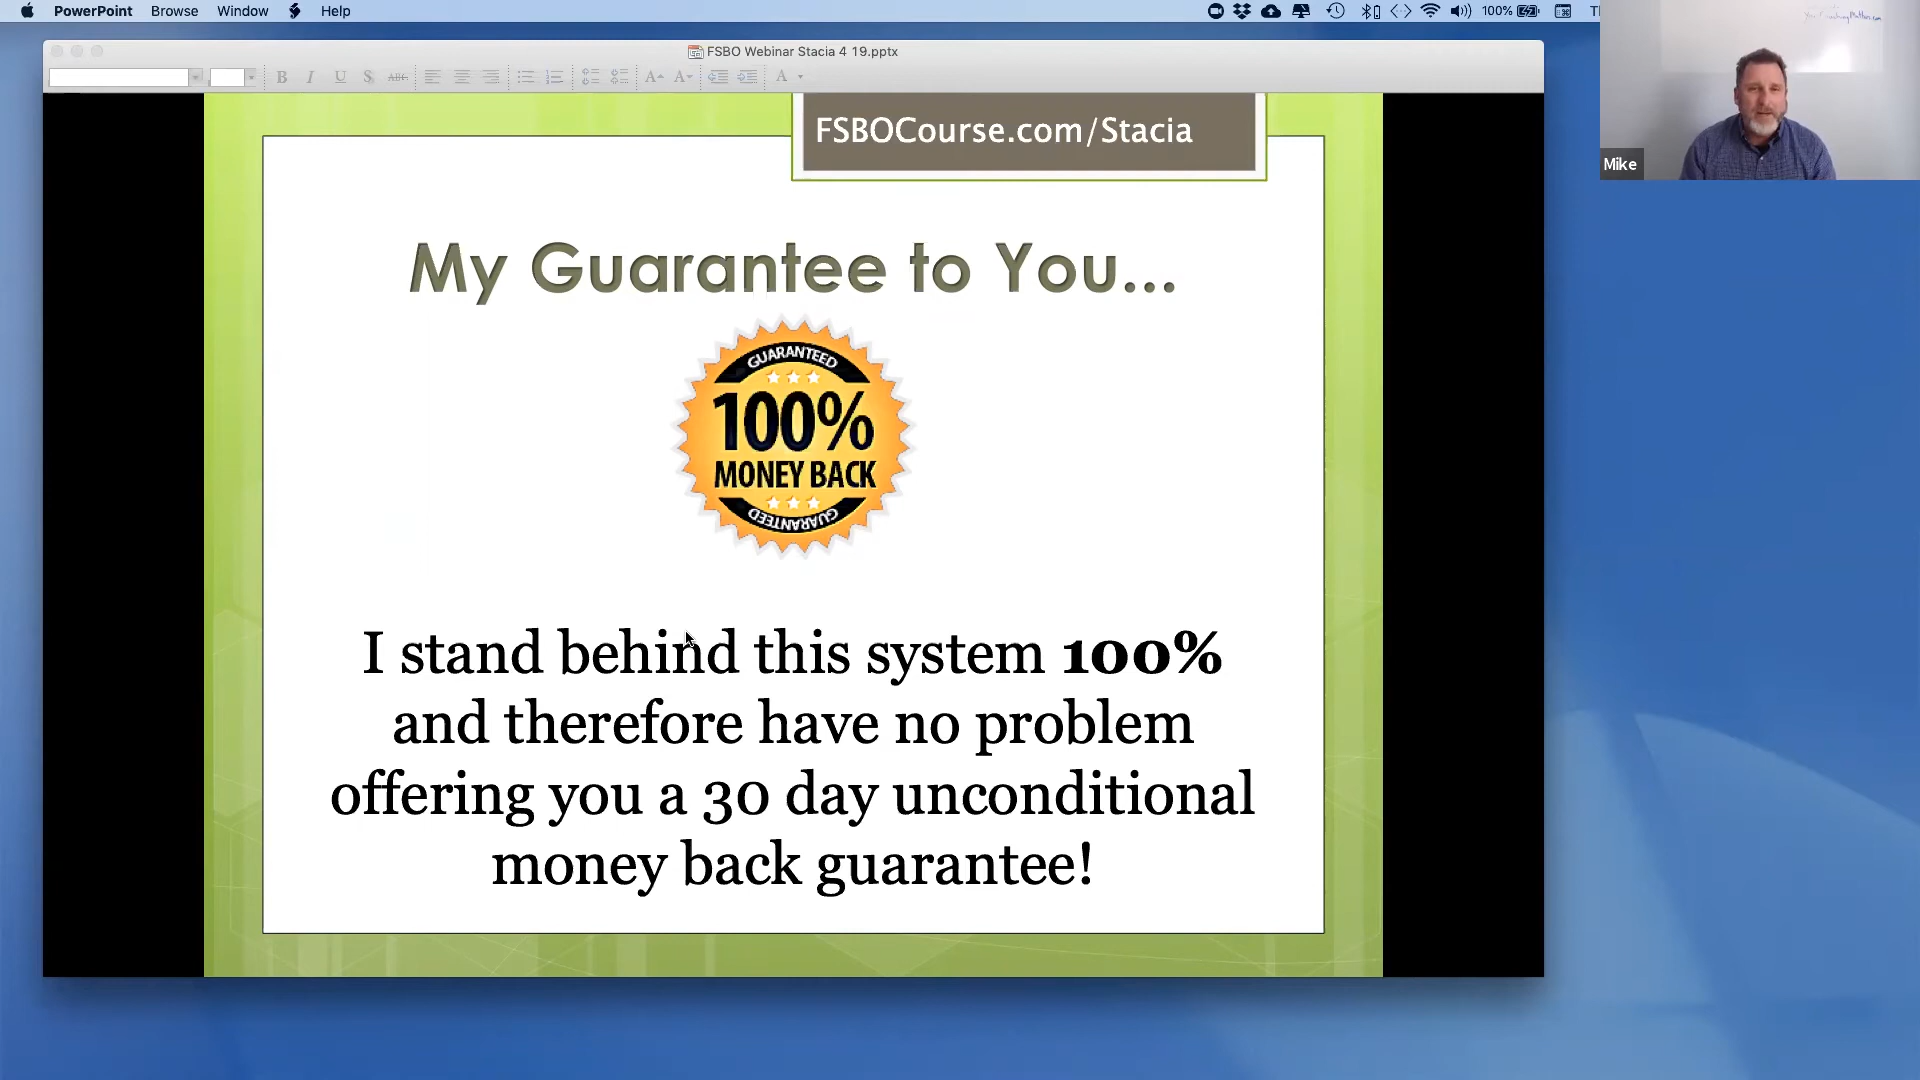 PowerPoint Browse Window Help 100%
FSBO Webinar Stacia 4 19.pptx
B I U S ABC A A A
FSBOCourse.com/Stacia
My Guarantee to You...
GUARANTEED
100%
MONEY BACK
GUARANTEED
I stand behind this system 100%
and therefore have no problem
offering you a 30 day unconditional
money back guarantee!
Mike